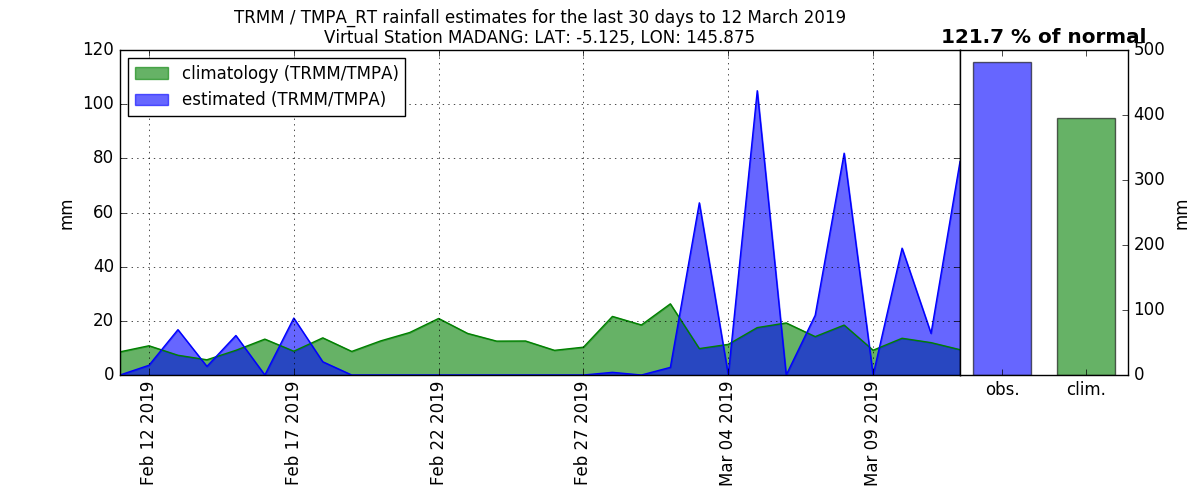 TRMM / TMPA_RT rainfall estimates for the last 30 days to 12 March 2019
Virtual Station MADANG: LAT: -5.125, LON: 145.875
121.7 % of normal
climatology (TRMM/TMPA)
estimated (TRMM/TMPA)
mm
120
100
80
60
40
20
0
Feb 12 2019
Feb 17 2019
Feb 22 2019
Feb 27 2019
Mar 04 2019
Mar 09 2019
500
400
300
200
100
0
mm
obs.
clim.